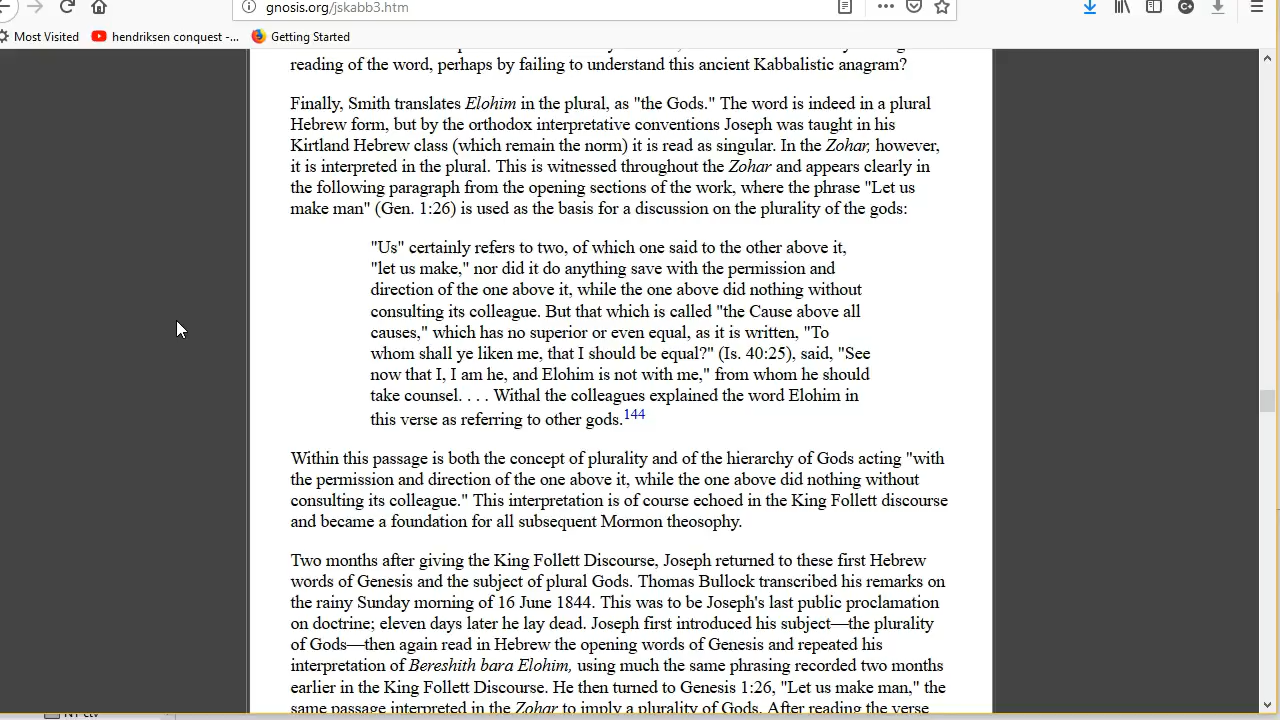 gnosis.org/jskabb3.htm
Most Visited
hendriksen conquest -...
Getting Started
reading of the word, perhaps by failing to understand this ancient Kabbalistic anagram?
Finally, Smith translates Elohim in the plural, as "the Gods." The word is indeed in a plural
Hebrew form, but by the orthodox interpretative conventions Joseph was taught in his
Kirtland Hebrew class (which remain the norm) it is read as singular. In the Zohar, however,
it is interpreted in the plural. This is witnessed throughout the Zohar and appears clearly in
the following paragraph from the opening sections of the work, where the phrase "Let us
make man" (Gen. 1:26) is used as the basis for a discussion on the plurality of the gods:
"Us" certainly refers to two, of which one said to the other above it,
"let us make," nor did it do anything save with the permission and
direction of the one above it, while the one above did nothing without
consulting its colleague. But that which is called "the Cause above all
causes," which has no superior or even equal, as it is written, "To
whom shall ye liken me, that I should be equal?" (Is. 40:25), said, "See
now that I, I am he, and Elohim is not with me," from whom he should
take counsel. . . . Withal the colleagues explained the word Elohim in
this verse as referring to other gods.144
Within this passage is both the concept of plurality and of the hierarchy of Gods acting "with
the permission and direction of the one above it, while the one above did nothing without
consulting its colleague." This interpretation is of course echoed in the King Follett discourse
and became a foundation for all subsequent Mormon theosophy.
Two months after giving the King Follett Discourse, Joseph returned to these first Hebrew
words of Genesis and the subject of plural Gods. Thomas Bullock transcribed his remarks on
the rainy Sunday morning of 16 June 1844. This was to be Joseph's last public proclamation
on doctrine; eleven days later he lay dead. Joseph first introduced his subject—the plurality
of Gods—then again read in Hebrew the opening words of Genesis and repeated his
interpretation of Bereshith bara Elohim, using much the same phrasing recorded two months
earlier in the King Follett Discourse. He then turned to Genesis 1:26, "Let us make man," the
same passage interpreted in the Zohar to imply a plurality of Gods. After reading the verse